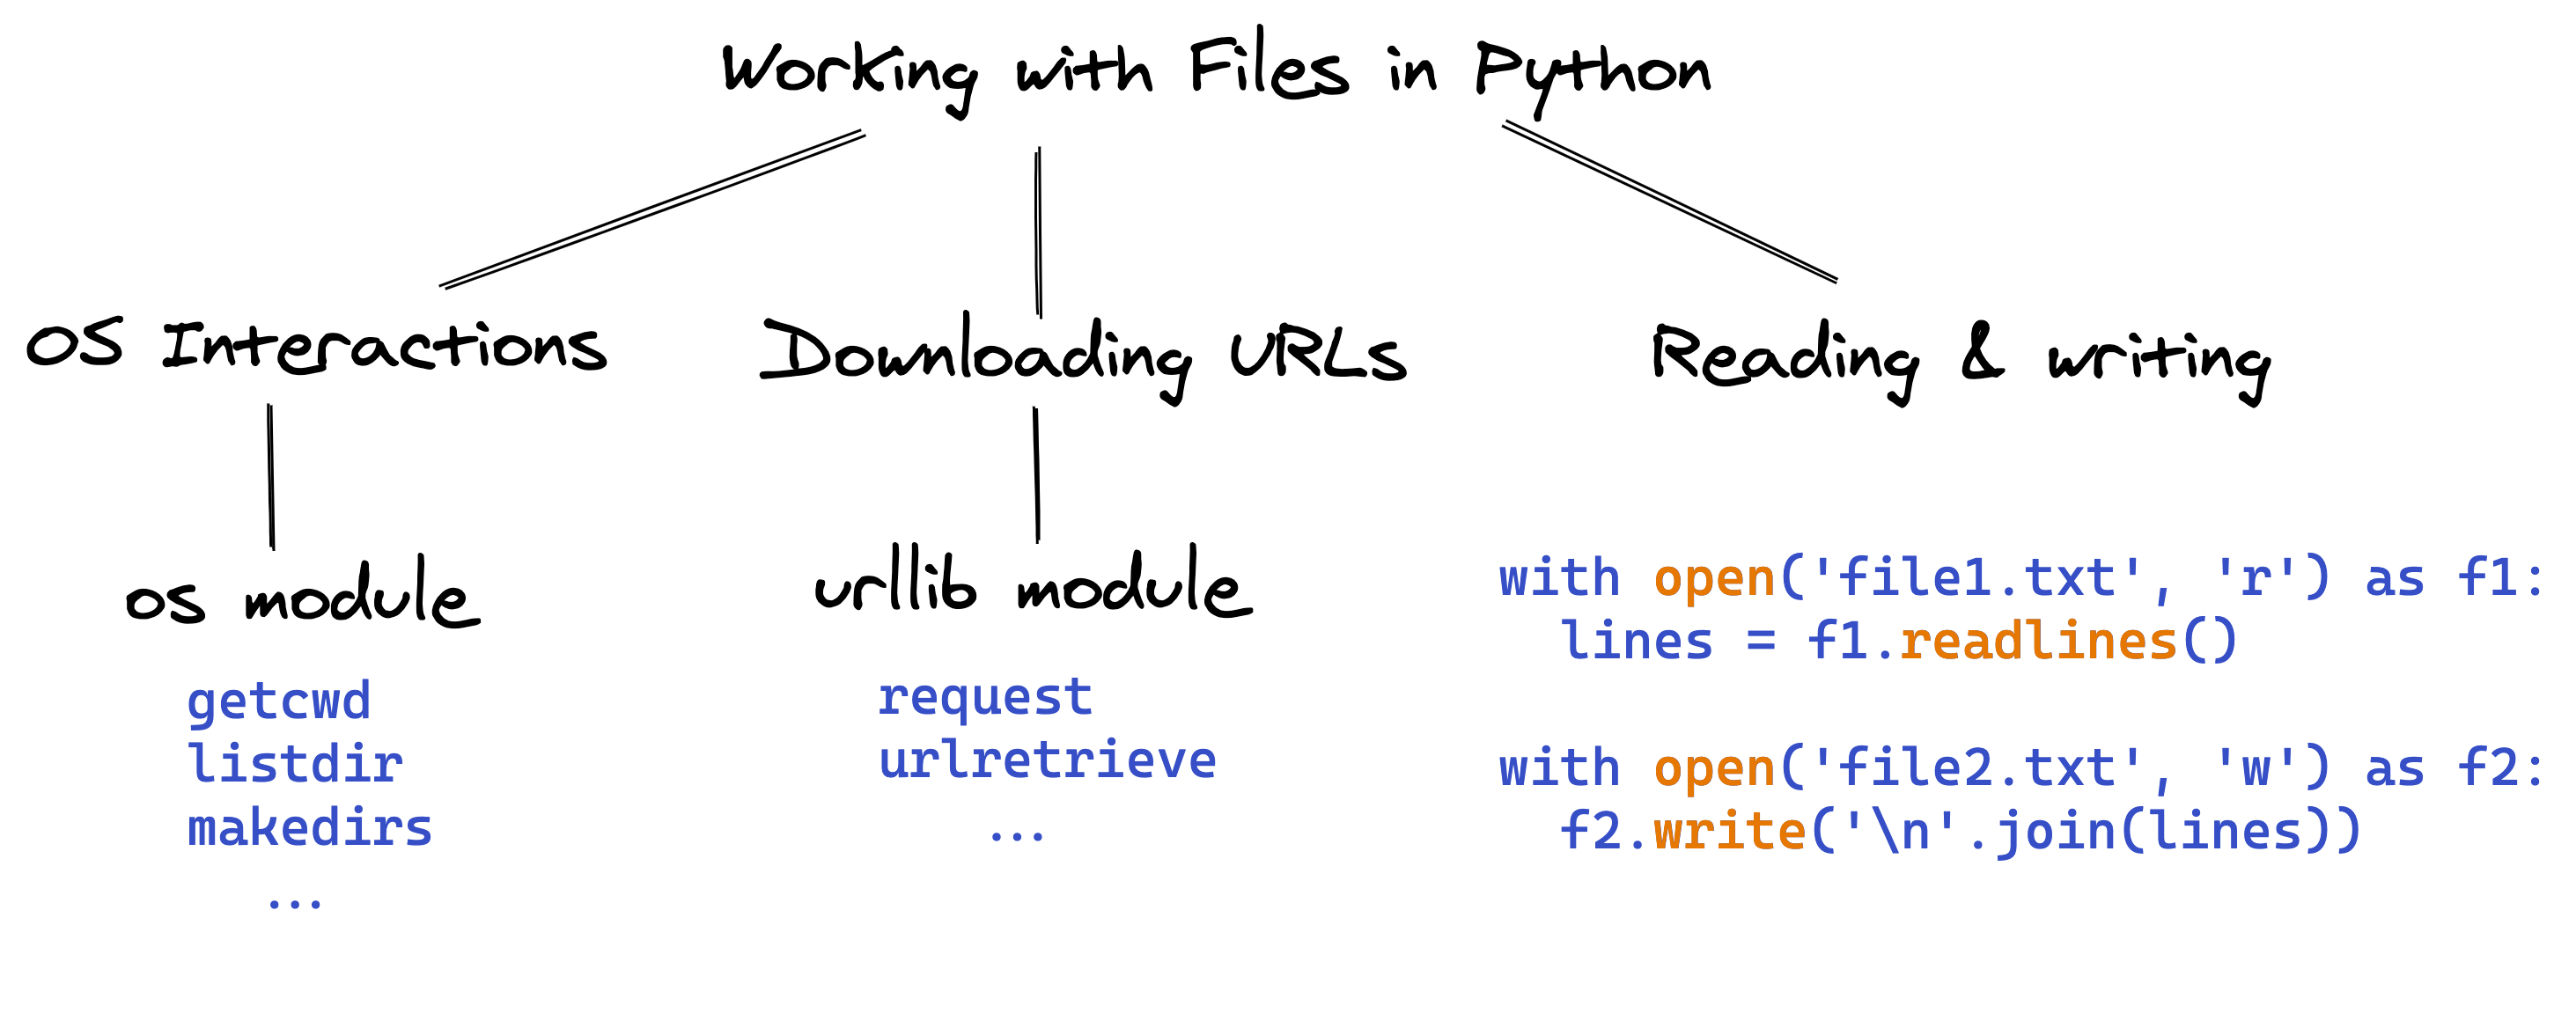 Working with Files in Python
OS Interactions
Downloading URLs
Reading & writing
os module
getcwd
listdir
makedirs
...
urllib module
request
urlretrieve
...
with open('file1.txt', 'r') as f1:
  lines = f1.readlines()
with open('file2.txt', 'w') as f2:
  f2.write('\n'.join(lines))